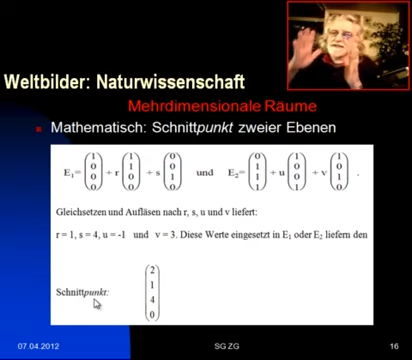 Weltbilder: Naturwissenschaft
Mehrdimensionale Räume
Mathematisch: Schnittpunkt zweier Ebenen
E₁= (1 0 0 0) + r (1 1 0 0) + s (0 0 1 0) und E₂= (0 1 1 1) + u (1 0 0 1) + v (1 0 1 0) .
Gleichsetzen und Aufläsen nach r, s, u und v liefert:
r = 1, s = 4, u = -1 und v = 3. Diese Werte eingesetzt in E₁ oder E₂ liefern den
Schnittpunkt: (2 1 4 0)
07.04.2012 SG ZG 16